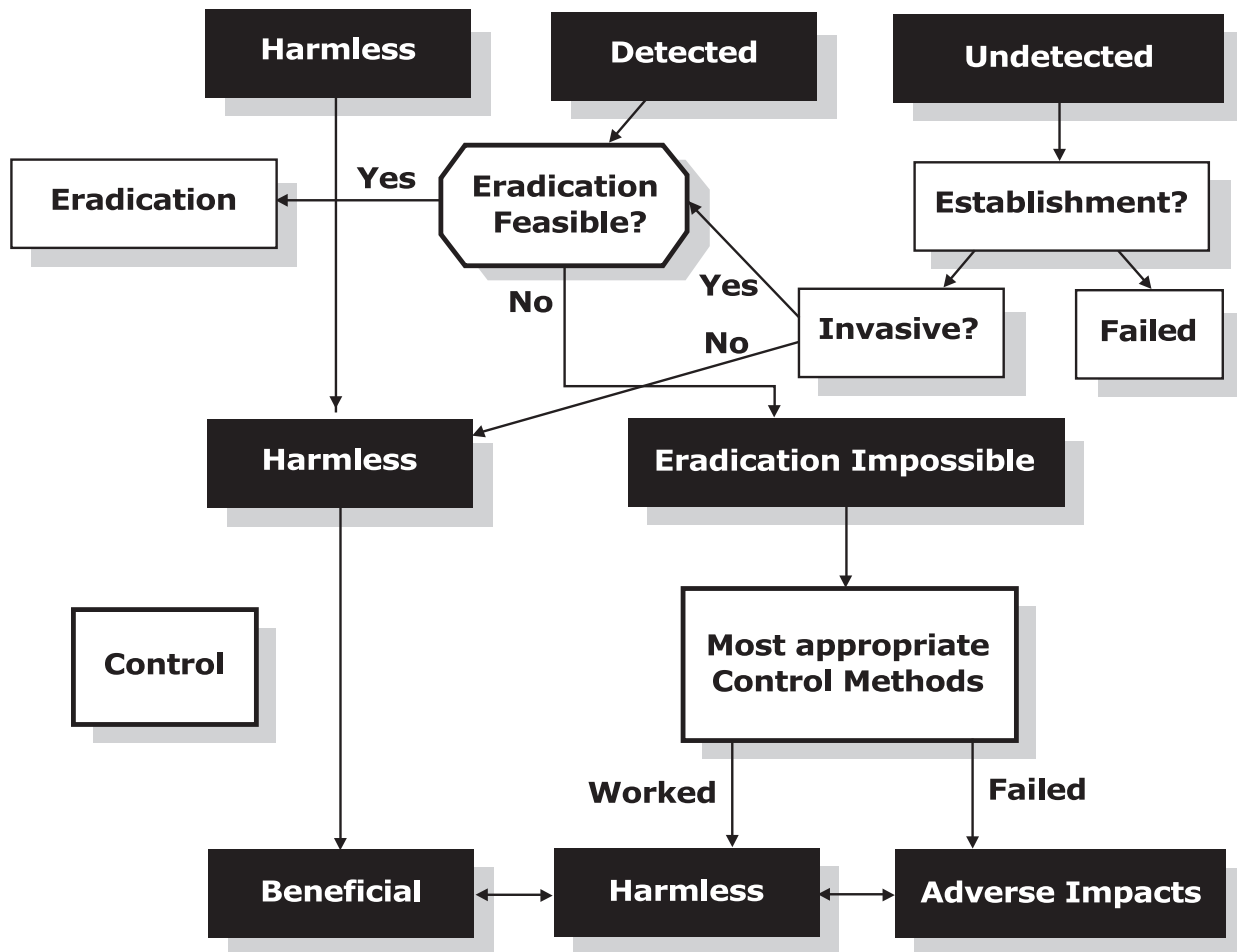 Harmless
Detected
Undetected
Yes
Eradication
Eradication
Feasible?
Establishment?
No
Yes
No
Invasive?
Failed
Harmless
Eradication Impossible
Control
Most appropriate
Control Methods
Worked
Failed
Beneficial
Harmless
Adverse Impacts